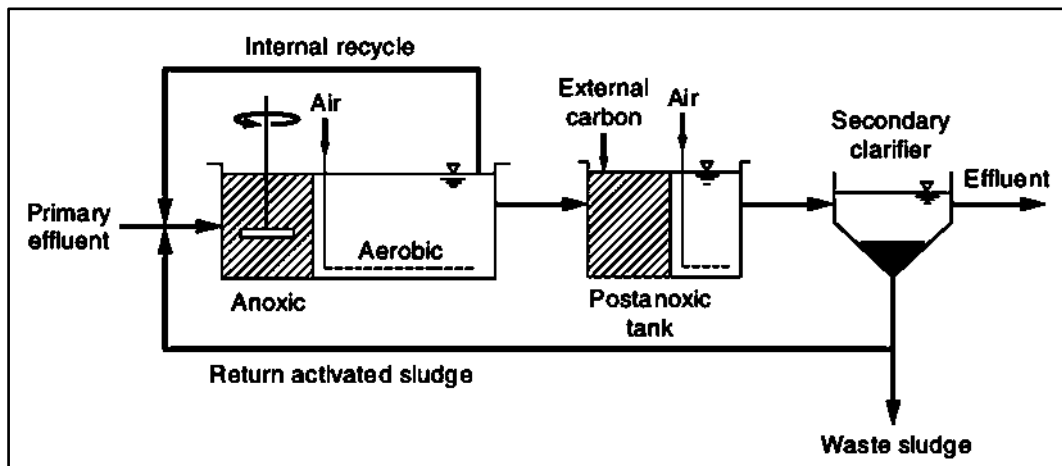 Internal recycle
Air
External
carbon
Air
Secondary
clarifier
Effluent
Primary
effluent
Aerobic
Anoxic
Postanoxic
tank
Return activated sludge
Waste sludge